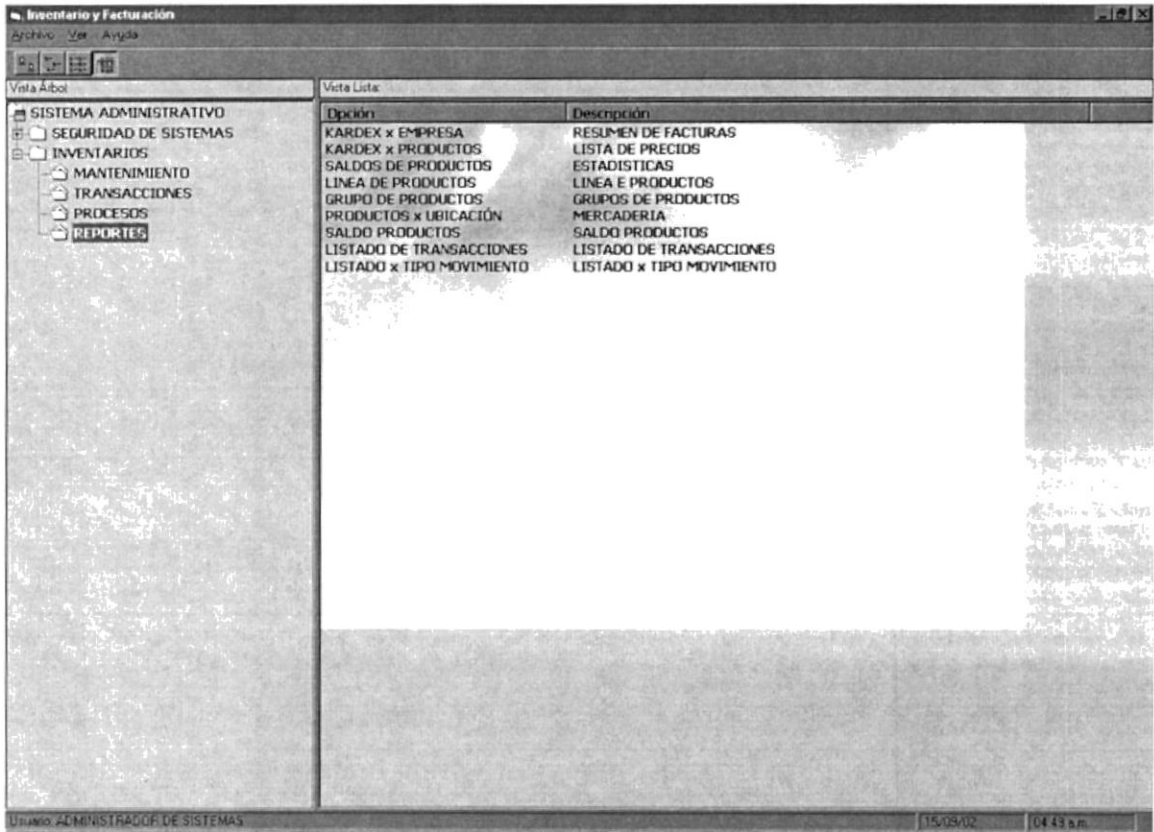 Inventario y Facturación
Archivo Ver Ayuda
Vista Árbol
Vista Lista:
SISTEMA ADMINISTRATIVO
SEGURIDAD DE SISTEMAS
INVENTARIOS
MANTENIMIENTO
TRANSACCIONES
PROCESOS
REPORTES
Opción Descripción
KARDEX x EMPRESA RESUMEN DE FACTURAS
KARDEX x PRODUCTOS LISTA DE PRECIOS
SALDOS DE PRODUCTOS ESTADISTICAS
LINEA DE PRODUCTOS LINEA E PRODUCTOS
GRUPO DE PRODUCTOS GRUPOS DE PRODUCTOS
PRODUCTOS x UBICACIÓN MERCADERIA
SALDO PRODUCTOS SALDO PRODUCTOS
LISTADO DE TRANSACCIONES LISTADO DE TRANSACCIONES
LISTADO x TIPO MOVIMIENTO LISTADO x TIPO MOVIMIENTO
Usuario: ADMINISTRADOR DE SISTEMAS 15/09/02 04:43 a.m.